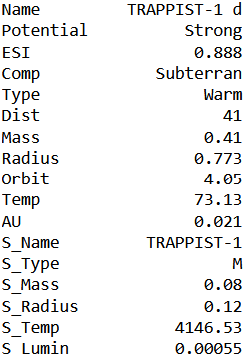 Name TRAPPIST-1 d
Potential Strong
ESI 0.888
Comp Subterran
Type Warm
Dist 41
Mass 0.41
Radius 0.773
Orbit 4.05
Temp 73.13
AU 0.021
S_Name TRAPPIST-1
S_Type M
S_Mass 0.08
S_Radius 0.12
S_Temp 4146.53
S_Lumin 0.00055